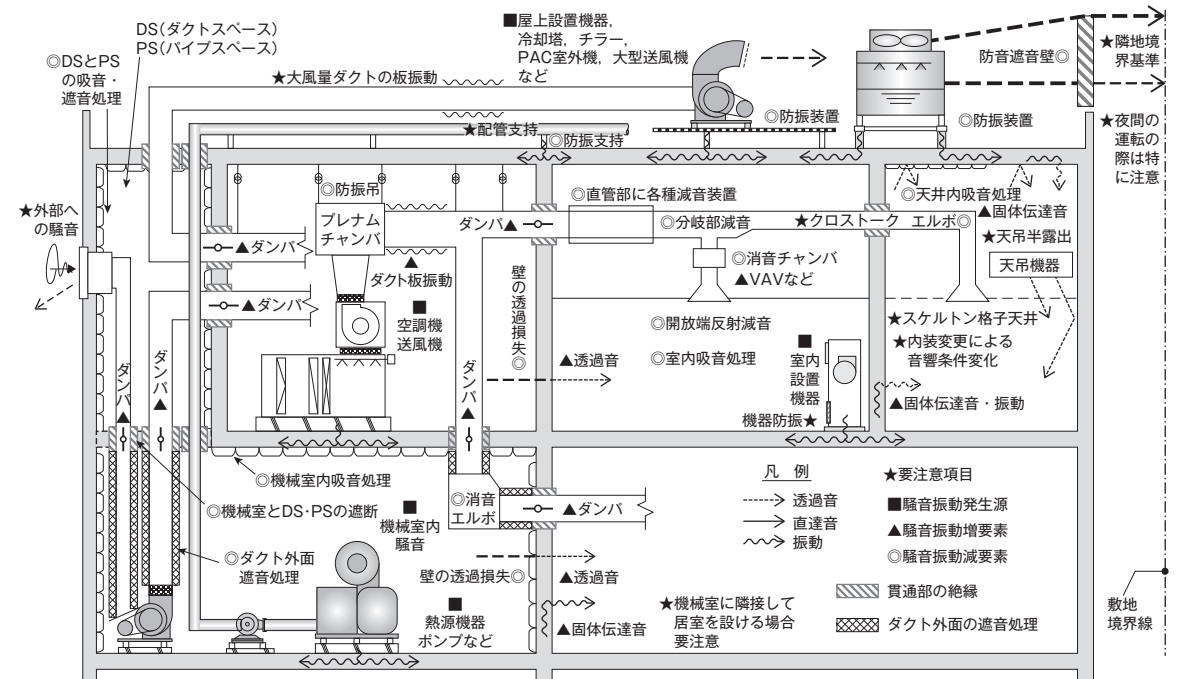 DS(ダクトスペース)
PS(パイプスペース)
◎DSとPS
の吸音・
遮音処理
★大風量ダクトの板振動
■屋上設置機器,
冷却塔, チラー,
PAC室外機, 大型送風機
など
防音遮音壁◎
★隣地境
界基準
◎防振装置
◎防振装置
★夜間の
運転の
際は特
に注意
★配管支持
◎防振支持
★外部へ
の騒音
◎防振吊
プレナム
チャンバ
▲ダンパ
▲ダンパ
▲
ダクト板振動
■
空調機
送風機
ダンパ▲
◎直管部に各種減音装置
◎分岐部減音
★クロストーク
エルボ◎
◎天井内吸音処理
▲固体伝達音
★天吊半露出
天吊機器
◎消音チャンバ
▲VAVなど
壁の透過損失◎
◎開放端反射減音
★スケルトン格子天井
★内装変更による
音響条件変化
▲透過音
◎室内吸音処理
■
室内
設置
機器
機器防振★
▲固体伝達音・振動
ダンパ▲
ダンパ▲
ダンパ▲
◎機械室内吸音処理
◎機械室とDS・PSの遮断
■
機械室内
騒音
◎消音
エルボ
▲ダンパ
◎ダクト外面
遮音処理
壁の透過損失◎
▲透過音
■
熱源機器
ポンプなど
▲固体伝達音
★機械室に隣接して
居室を設ける場合
要注意
凡 例
透過音
直達音
振動
★要注意項目
■騒音振動発生源
▲騒音振動増要素
◎騒音振動減要素
貫通部の絶縁
ダクト外面の遮音処理
敷地
境界線